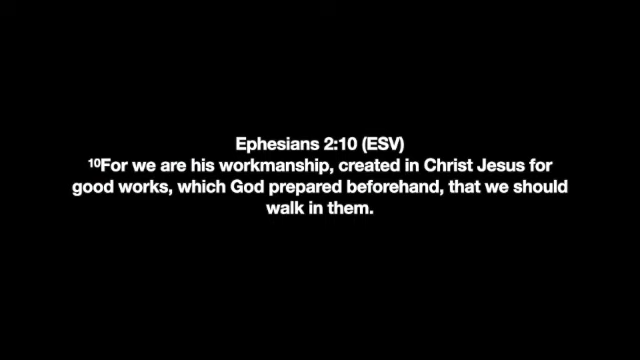 Ephesians 2:10 (ESV)
¹⁰For we are his workmanship, created in Christ Jesus for
good works, which God prepared beforehand, that we should
walk in them.